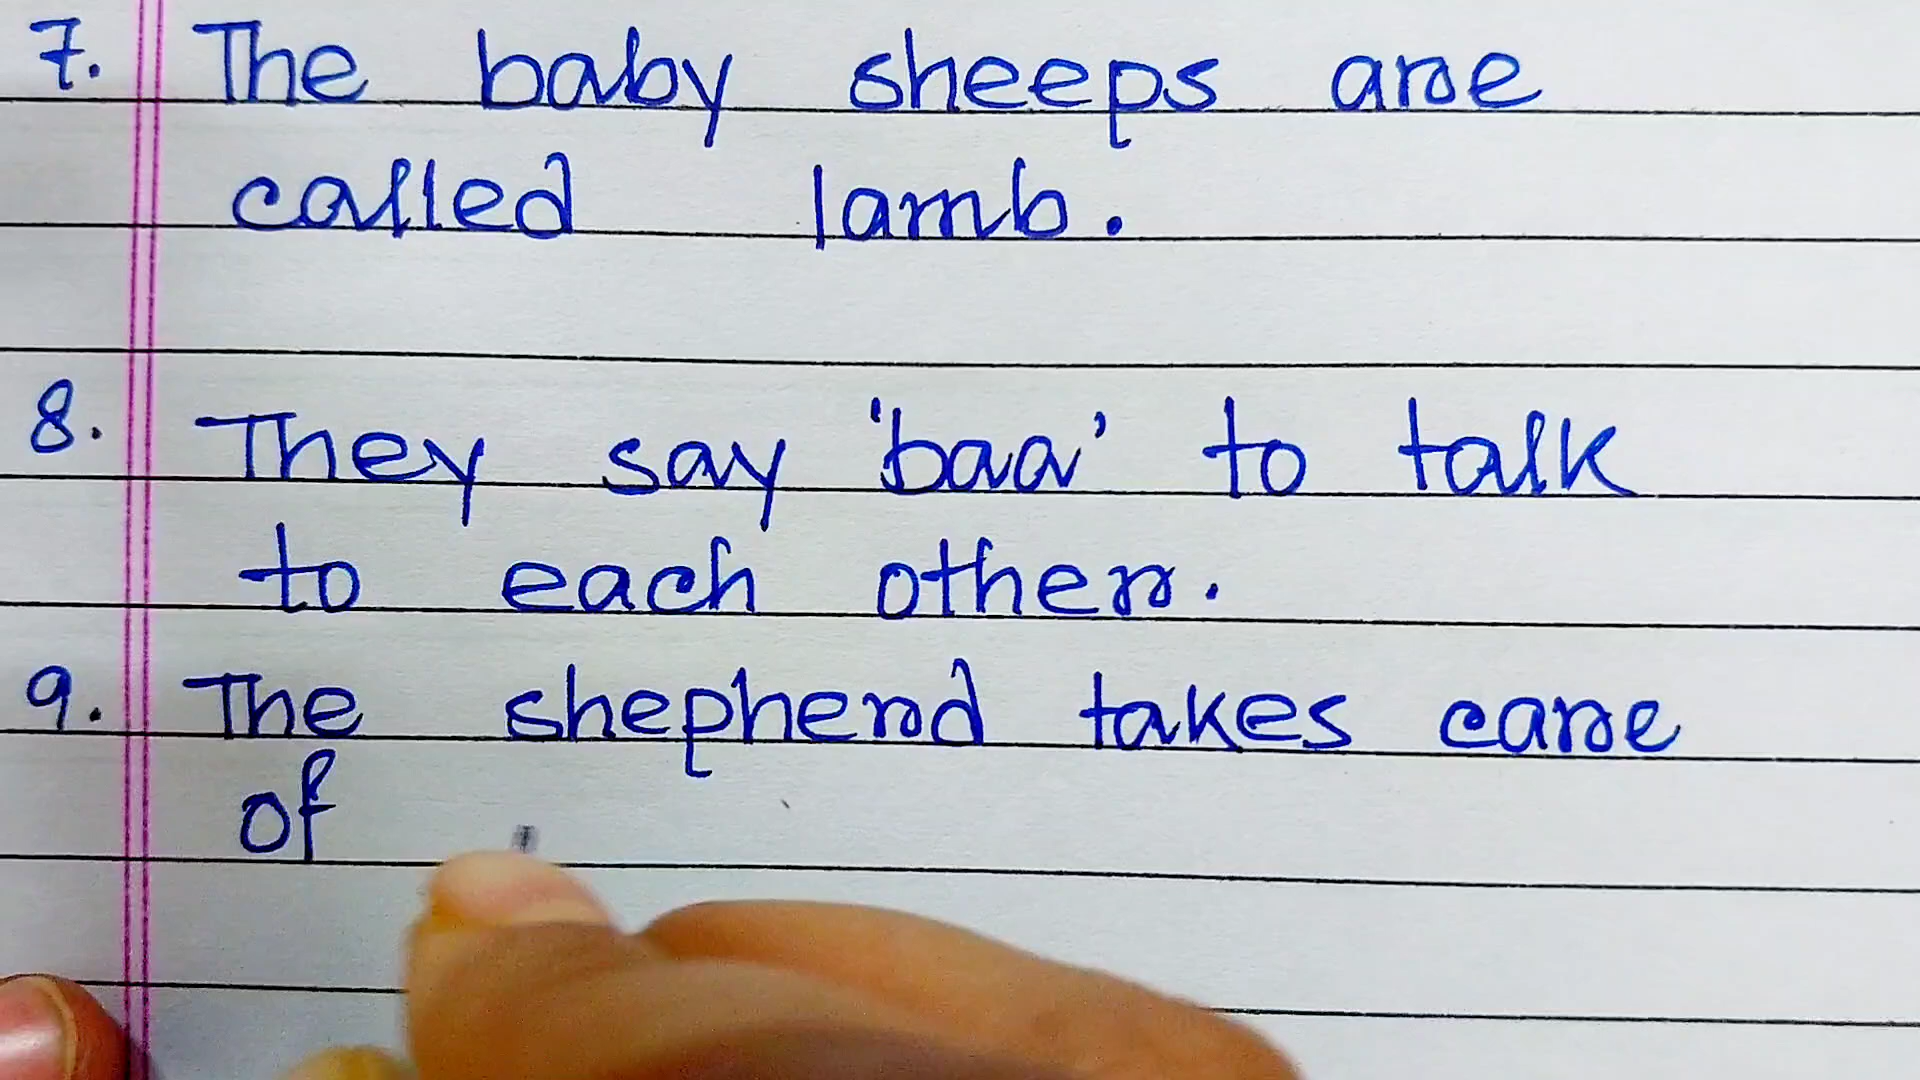 7. The baby sheeps are
called lamb.
8. They say 'baa' to talk
to each other.
9. The shepherd takes care
of